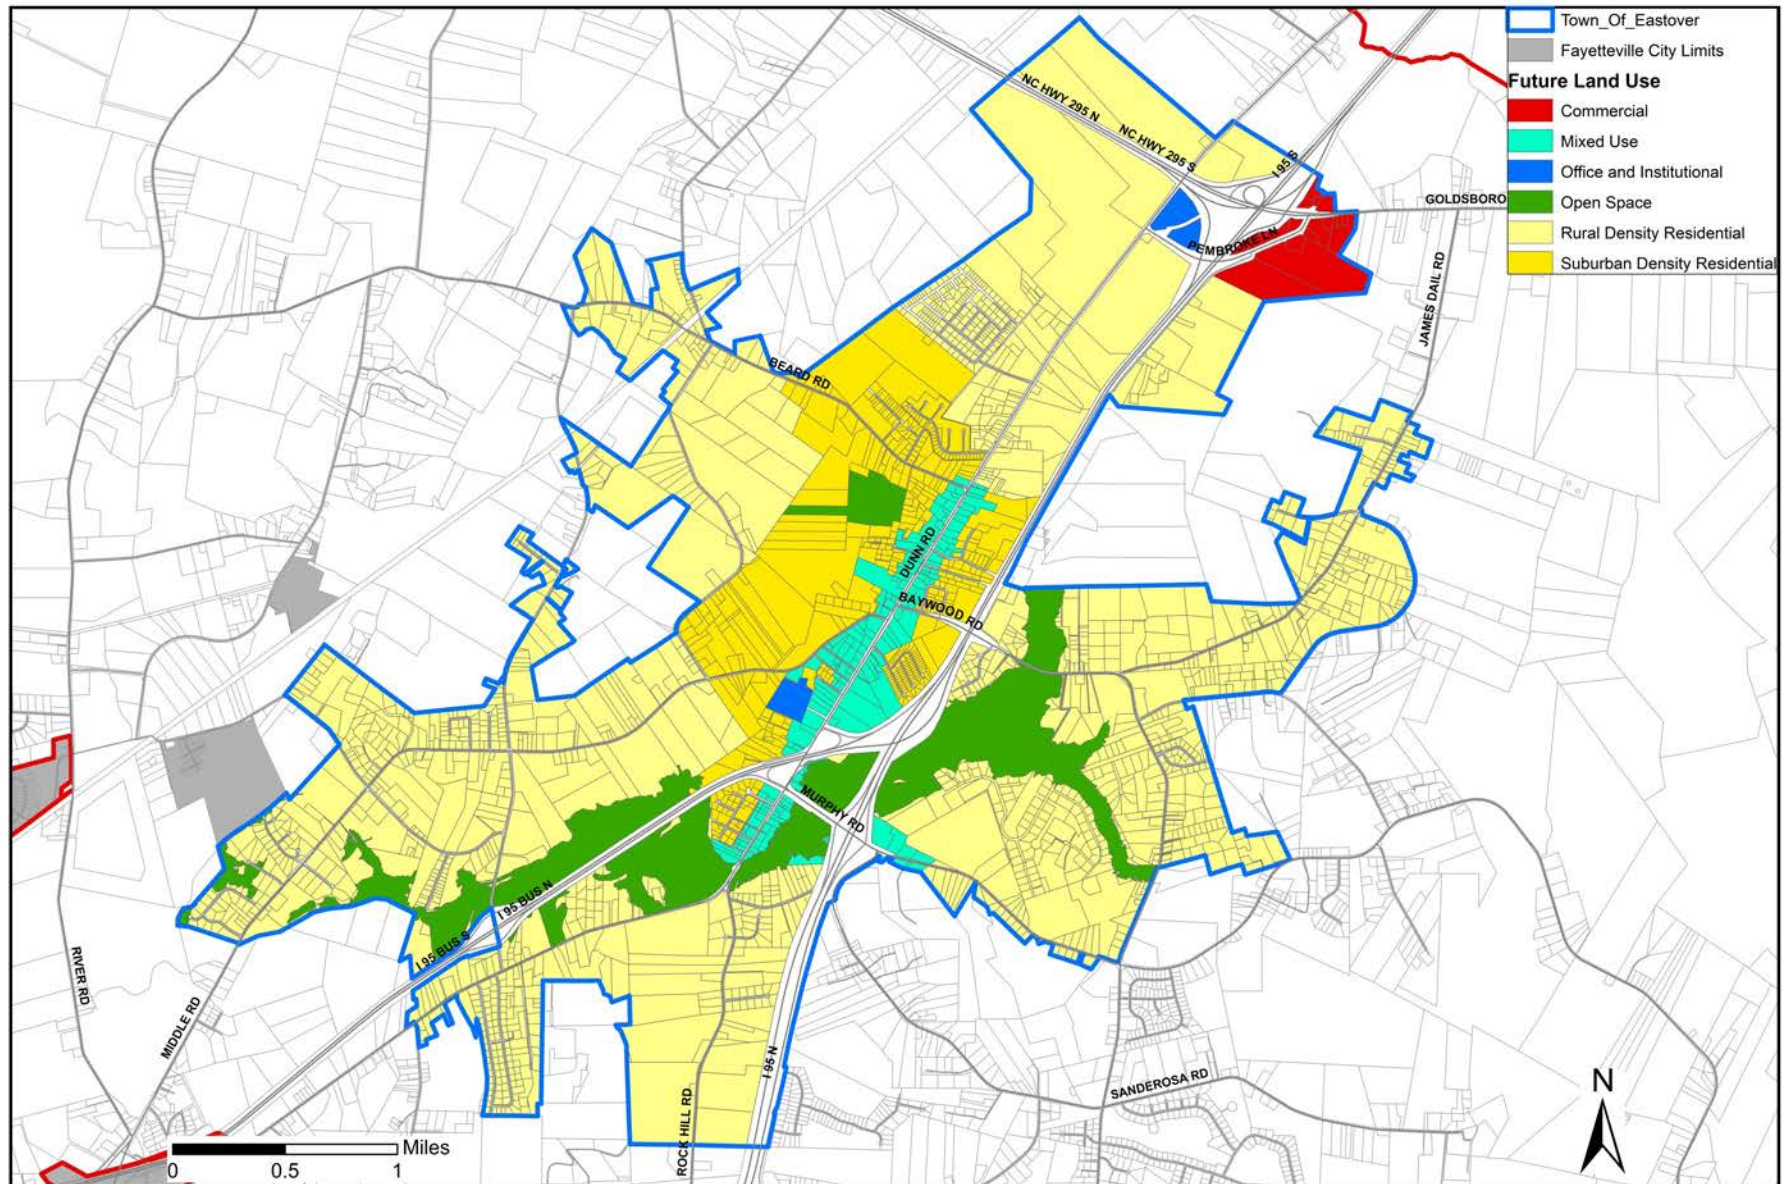 Town_Of_Eastover
Fayetteville City Limits
Future Land Use
Commercial
Mixed Use
Office and Institutional
Open Space
Rural Density Residential
Suburban Density Residential
NC HWY 295 N
NC HWY 295 S
I 95 S
GOLDSBORO
PEMBROKE LN
JAMES DAIL RD
BEARD RD
DUNN RD
BAYWOOD RD
MURPHY RD
I 95 BUS N
I 95 BUS S
RIVER RD
MIDDLE RD
I 95 N
ROCK HILL RD
SANDEROSA RD
N
Miles
0 0.5 1